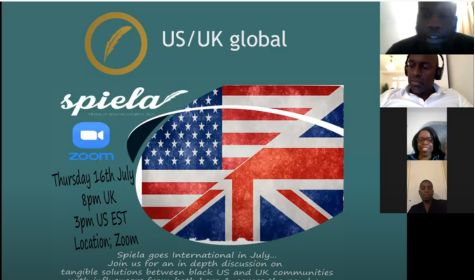 US/UK global
spiela
zoom
Thursday 16th July
8pm UK
3pm US EST
Location; Zoom
Spiela goes International in July...
Join us for an in depth discussion on
tangible solutions between black US and UK communities